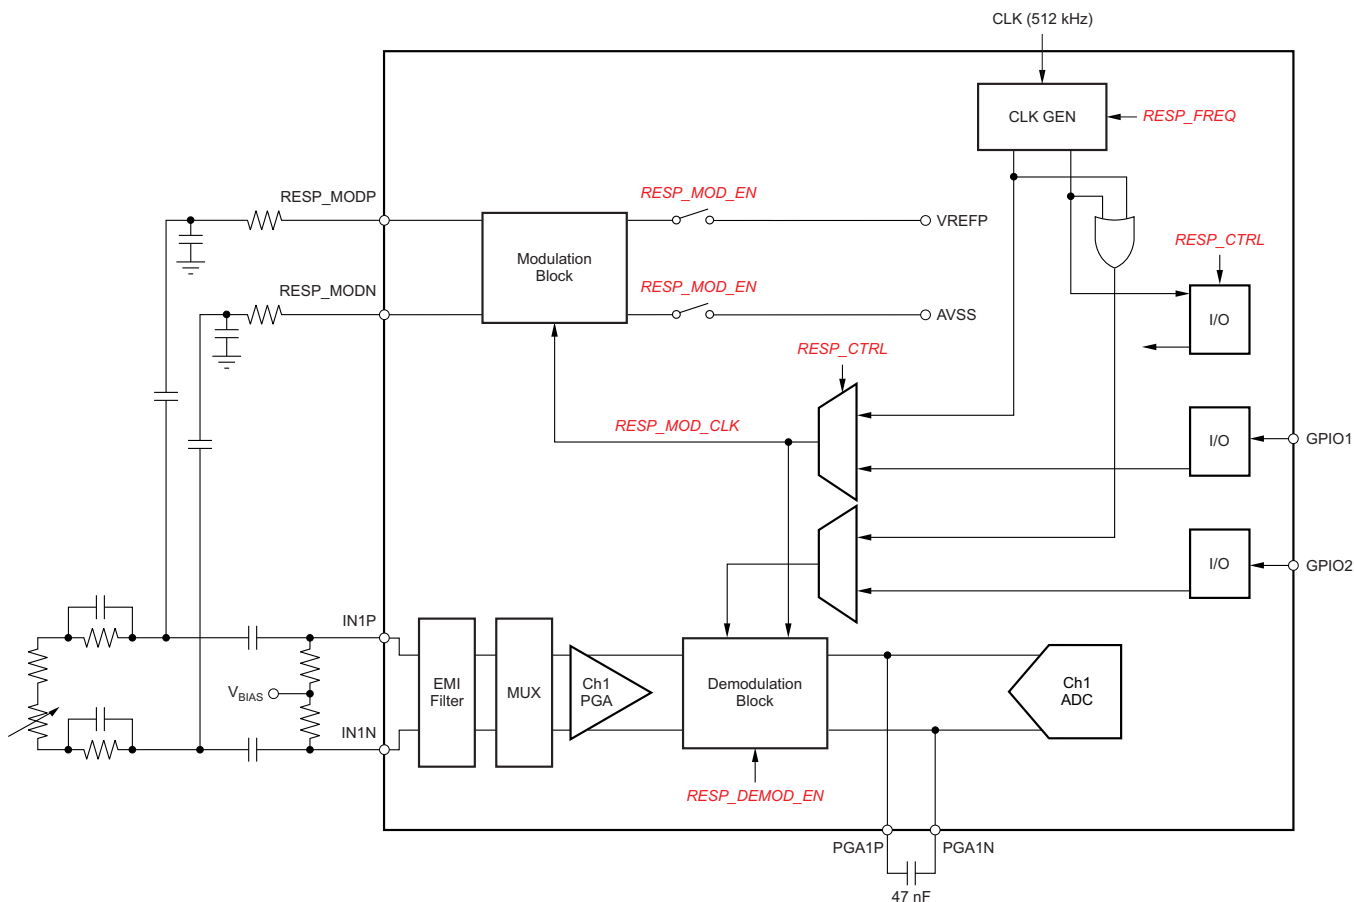 CLK (512 kHz)
CLK GEN
RESP_FREQ
RESP_MODP
RESP_MOD_EN
VREFP
Modulation
Block
RESP_CTRL
RESP_MODN
RESP_MOD_EN
AVSS
I/O
RESP_CTRL
RESP_MOD_CLK
I/O
GPIO1
I/O
GPIO2
IN1P
EMI
Filter
MUX
Ch1
PGA
Demodulation
Block
Ch1
ADC
VBIAS
IN1N
RESP_DEMOD_EN
PGA1P
PGA1N
47 nF